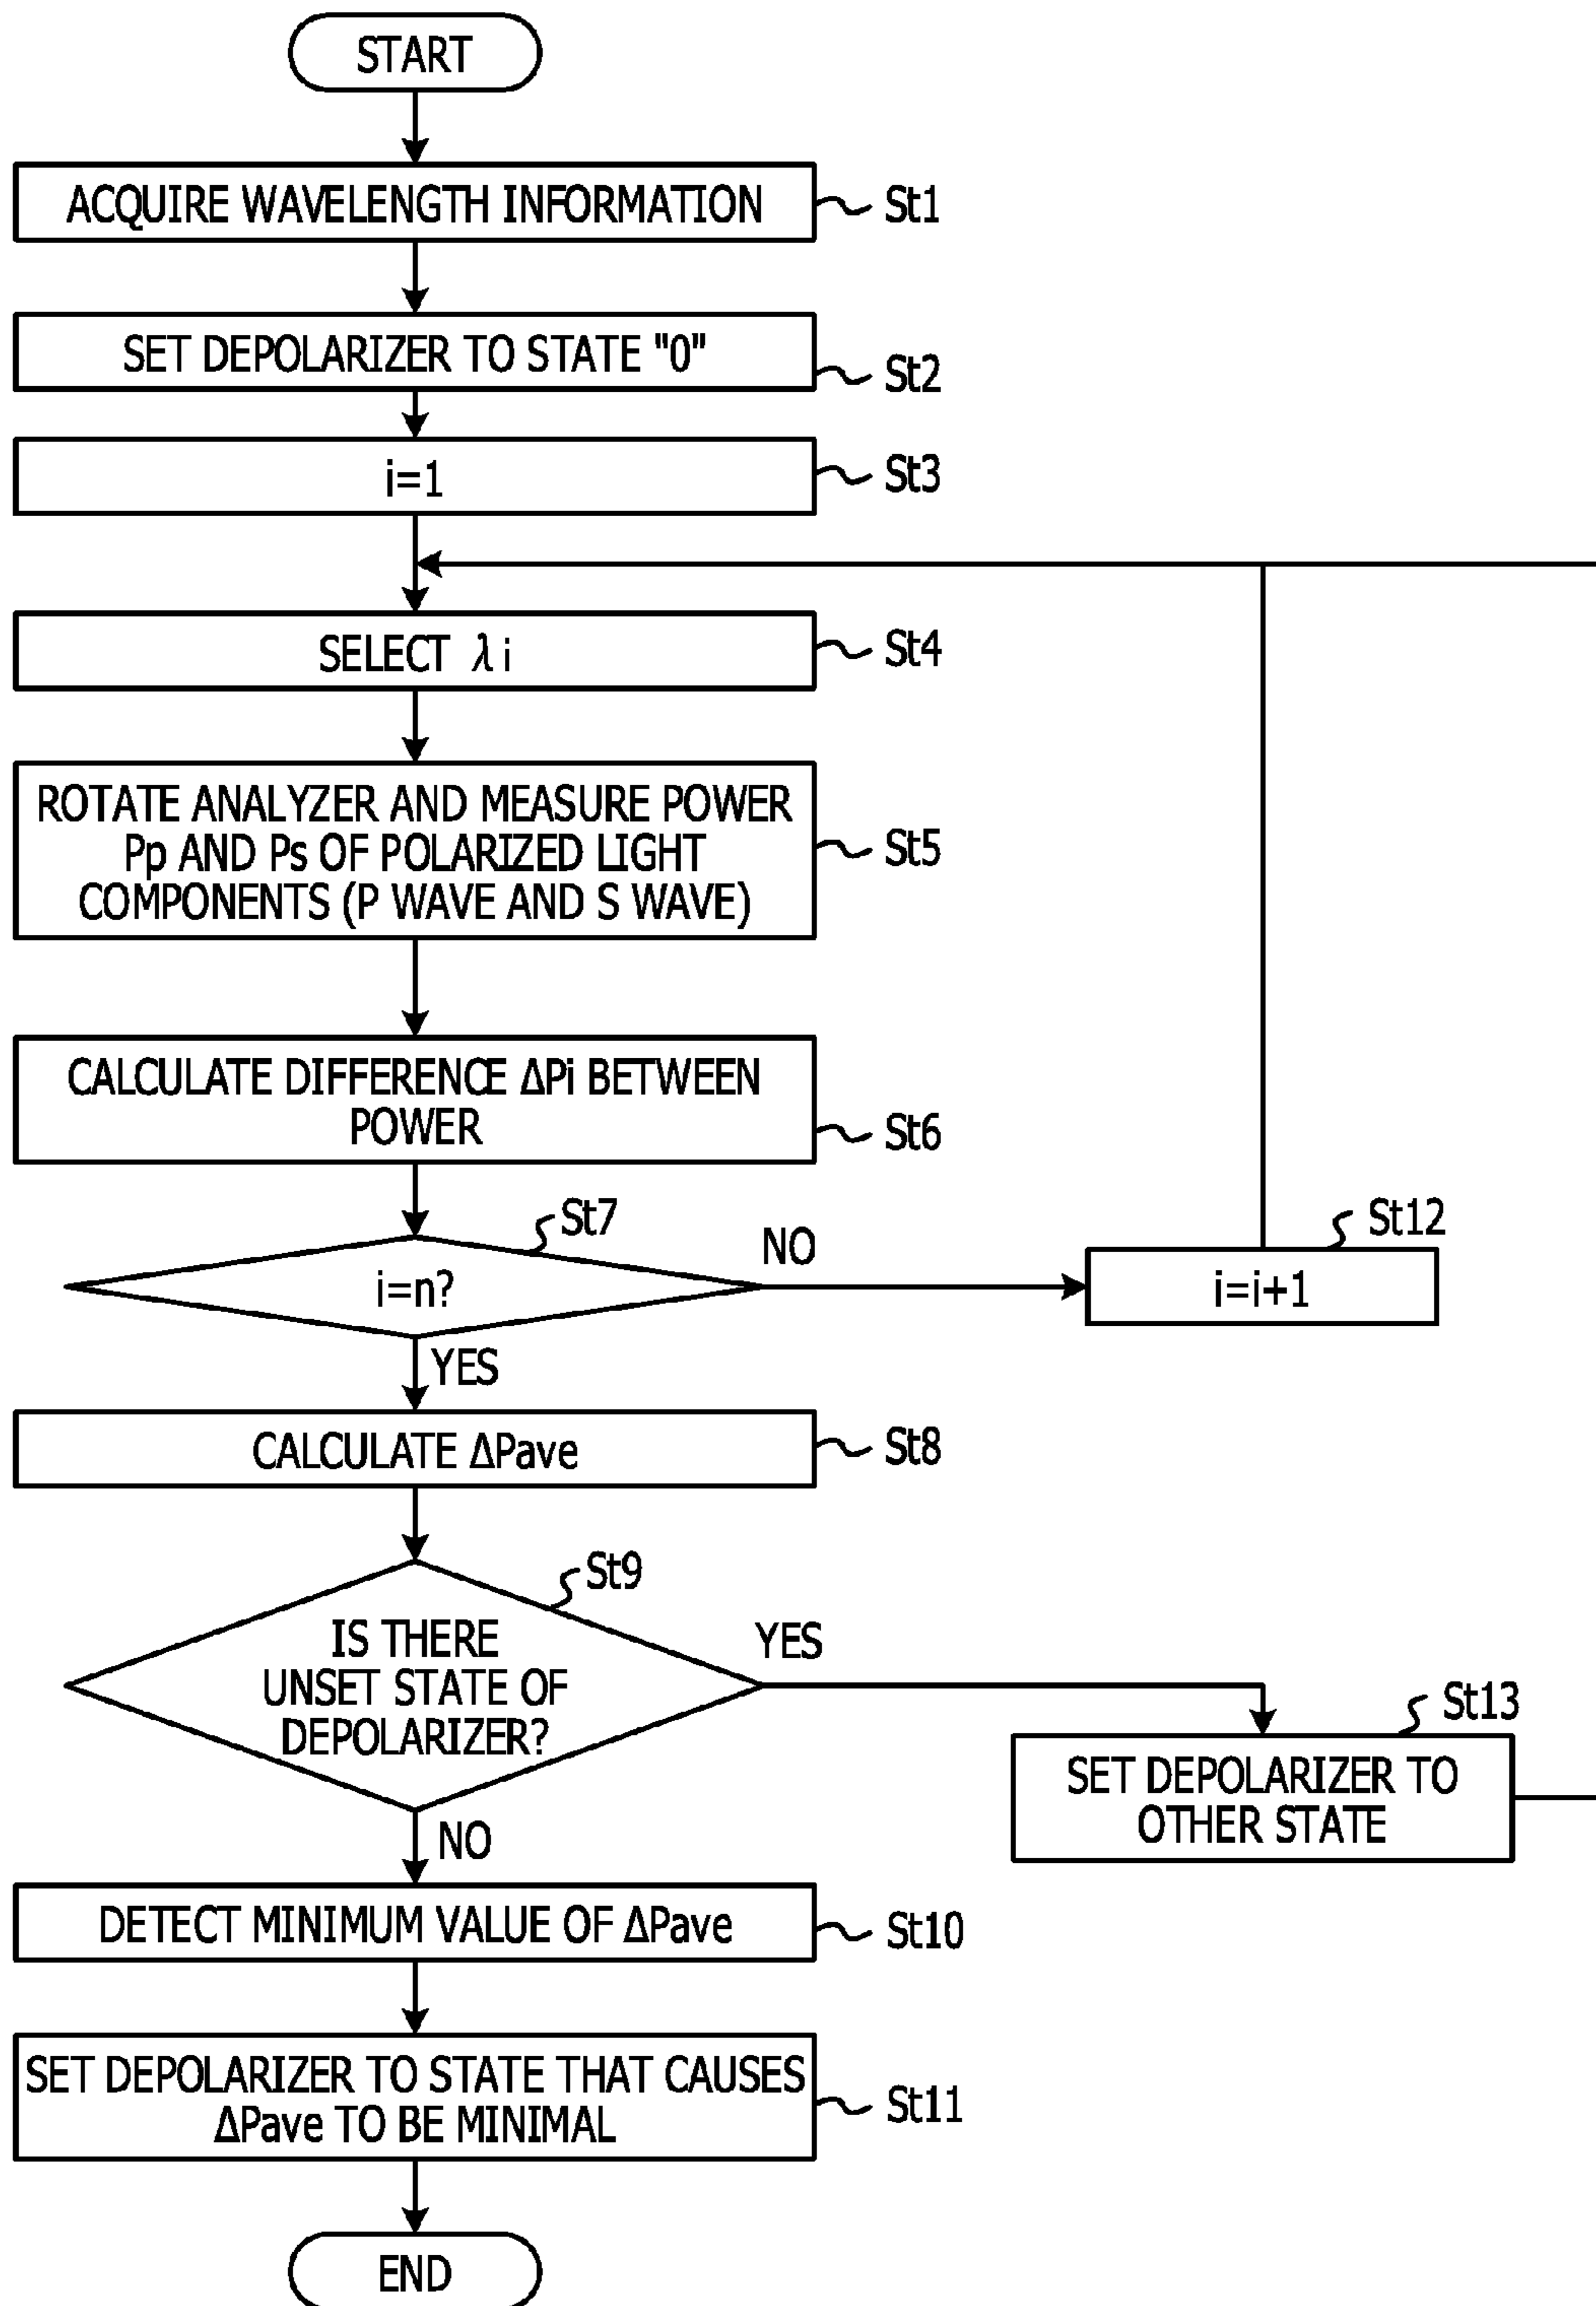 START
ACQUIRE WAVELENGTH INFORMATION
St1
SET DEPOLARIZER TO STATE "0"
St2
i=1
St3
SELECT λi
St4
ROTATE ANALYZER AND MEASURE POWER
Pp AND Ps OF POLARIZED LIGHT
COMPONENTS (P WAVE AND S WAVE)
St5
CALCULATE DIFFERENCE ΔPi BETWEEN
POWER
St6
St7
i=n?
NO
St12
i=i+1
YES
CALCULATE ΔPave
St8
St9
IS THERE
UNSET STATE OF
DEPOLARIZER?
YES
St13
SET DEPOLARIZER TO
OTHER STATE
NO
DETECT MINIMUM VALUE OF ΔPave
St10
SET DEPOLARIZER TO STATE THAT CAUSES
ΔPave TO BE MINIMAL
St11
END